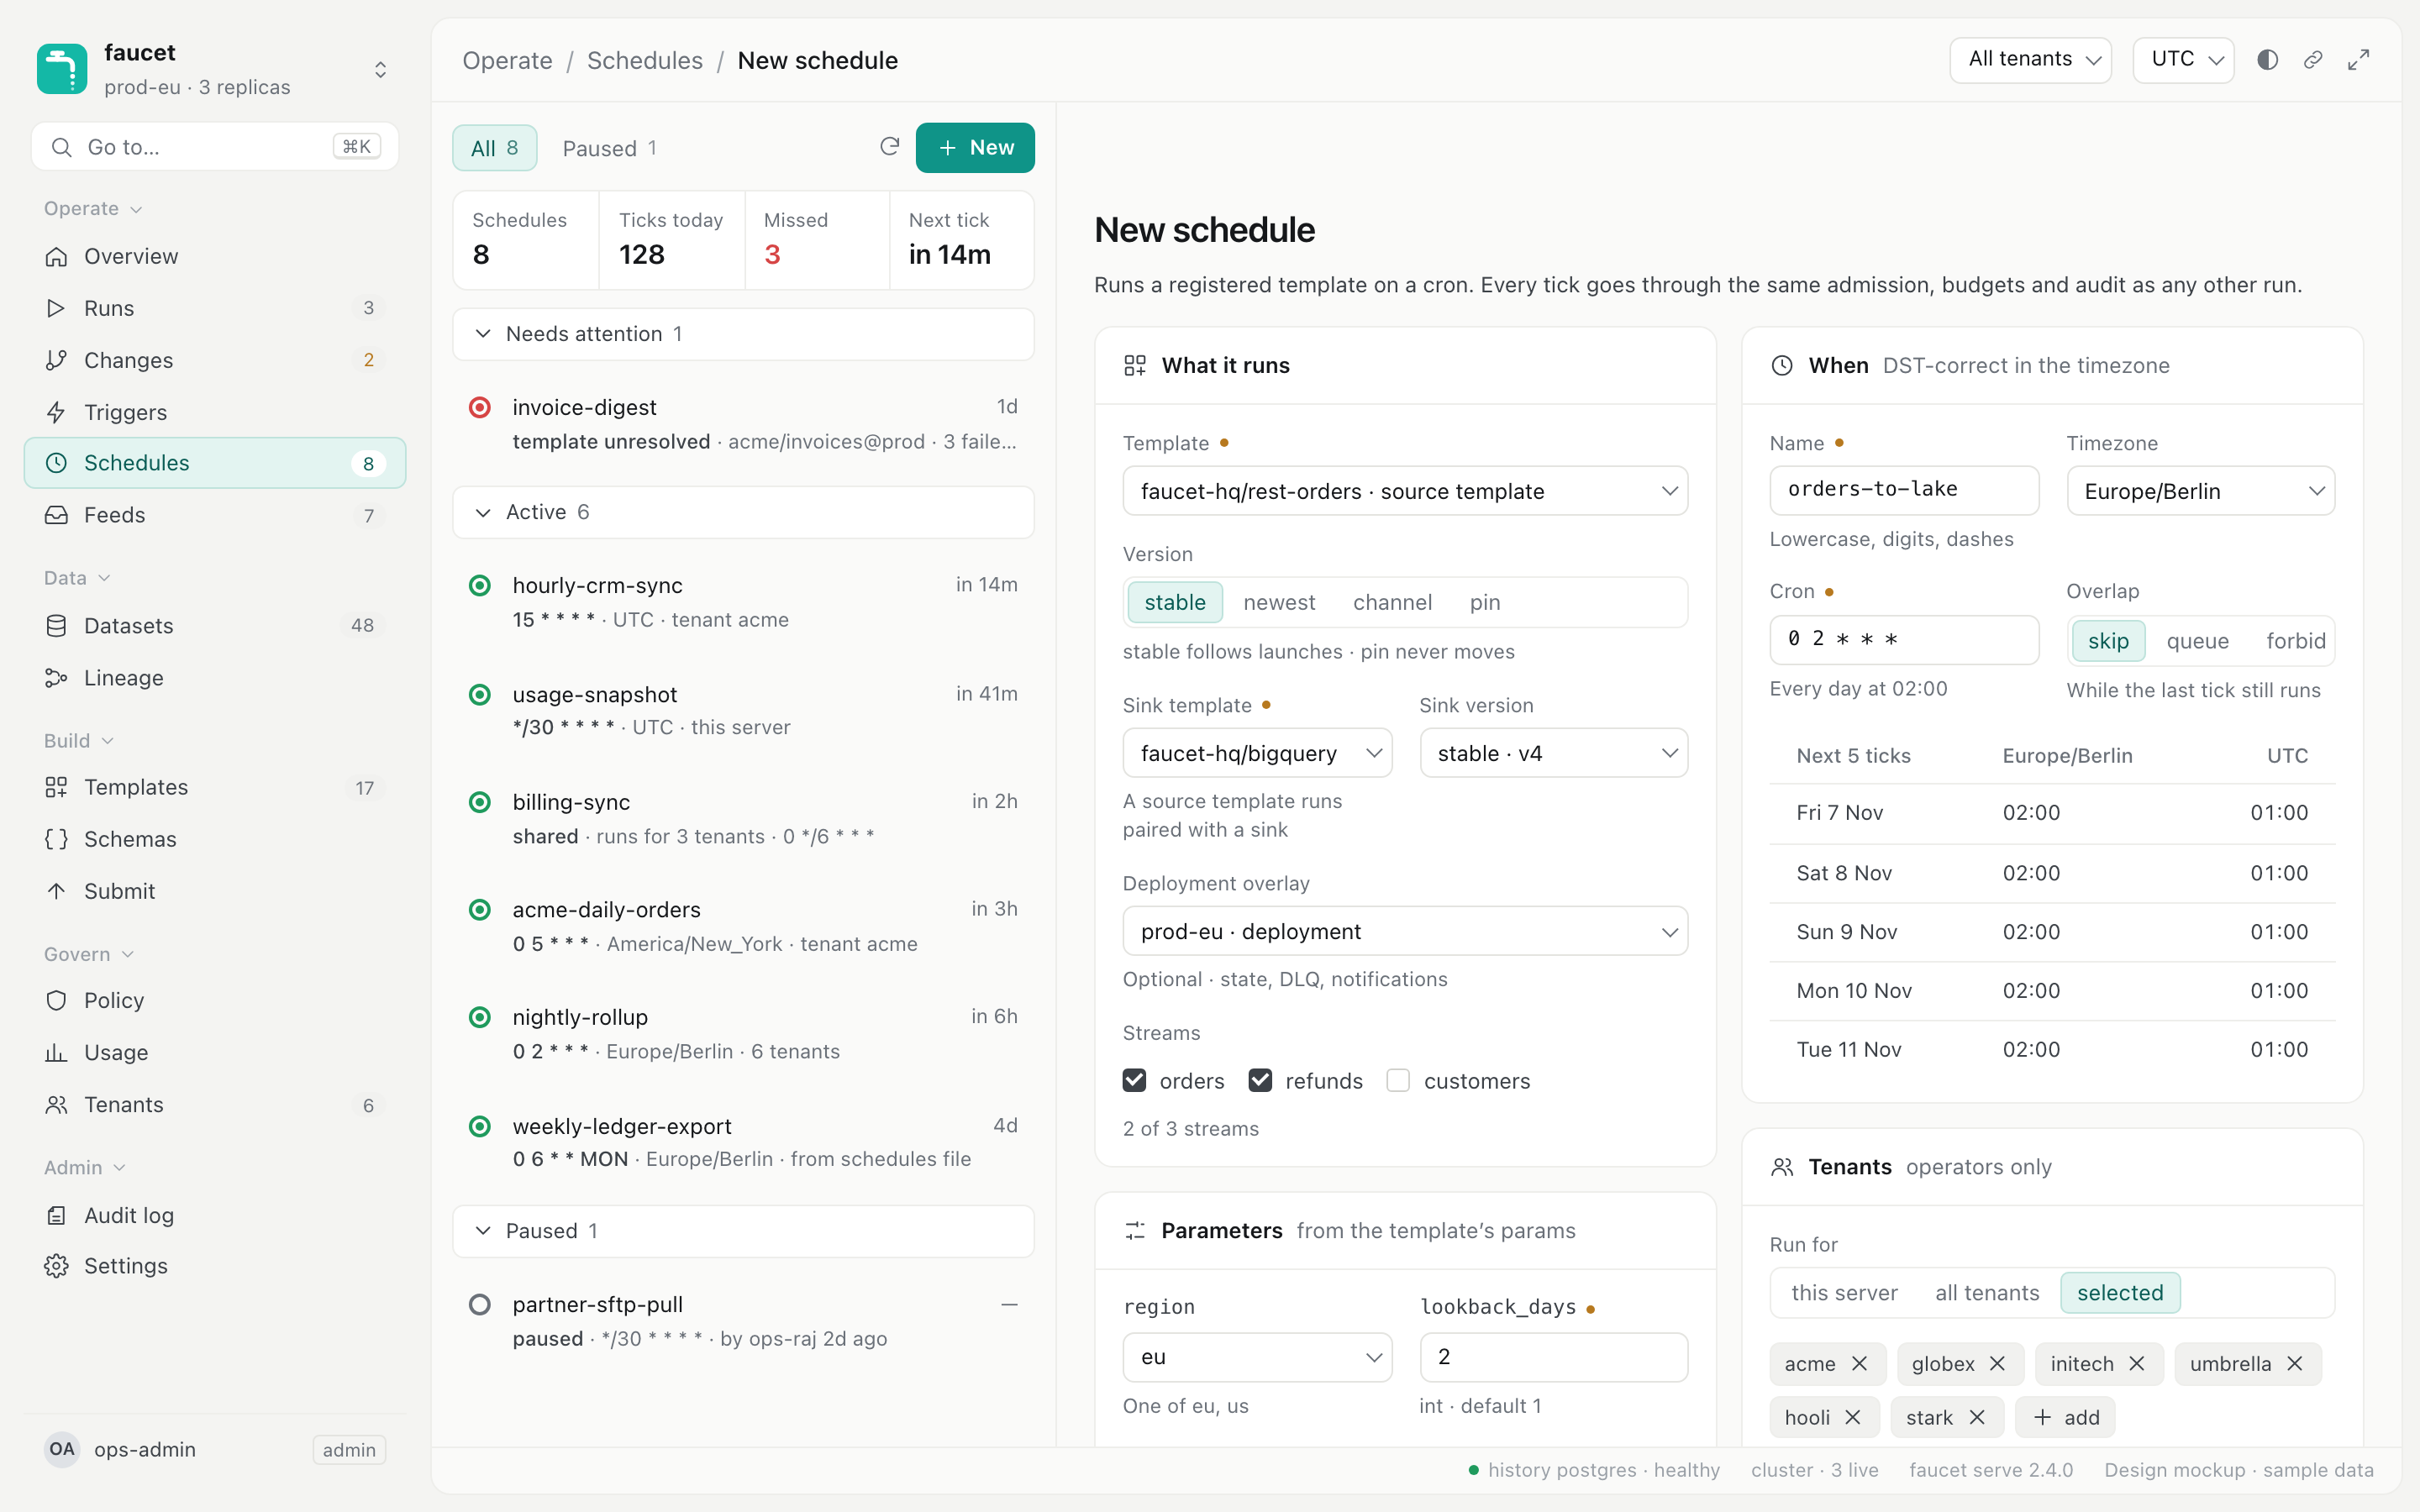 faucet
prod-eu · 3 replicas
Go to... ⌘K
Operate
Overview
Runs 3
Changes 2
Triggers
Schedules 8
Feeds 7
Data
Datasets 48
Lineage
Build
Templates 17
Schemas
Submit
Govern
Policy
Usage
Tenants 6
Admin
Audit log
Settings
OA ops-admin admin
Operate / Schedules / New schedule
All tenants UTC
All 8 Paused 1 + New
Schedules Ticks today Missed Next tick
8 128 3 in 14m
Needs attention 1
invoice-digest 1d
template unresolved · acme/invoices@prod · 3 faile...
Active 6
hourly-crm-sync in 14m
15 * * * * · UTC · tenant acme
usage-snapshot in 41m
*/30 * * * * · UTC · this server
billing-sync in 2h
shared · runs for 3 tenants · 0 */6 * * *
acme-daily-orders in 3h
0 5 * * * · America/New_York · tenant acme
nightly-rollup in 6h
0 2 * * * · Europe/Berlin · 6 tenants
weekly-ledger-export 4d
0 6 * * MON · Europe/Berlin · from schedules file
Paused 1
partner-sftp-pull —
paused · */30 * * * * · by ops-raj 2d ago
New schedule
Runs a registered template on a cron. Every tick goes through the same admission, budgets and audit as any other run.
What it runs
Template
faucet-hq/rest-orders · source template
Version
stable newest channel pin
stable follows launches · pin never moves
Sink template Sink version
faucet-hq/bigquery stable · v4
A source template runs
paired with a sink
Deployment overlay
prod-eu · deployment
Optional · state, DLQ, notifications
Streams
orders refunds customers
2 of 3 streams
Parameters from the template’s params
region lookback_days
eu 2
One of eu, us int · default 1
When DST-correct in the timezone
Name Timezone
orders-to-lake Europe/Berlin
Lowercase, digits, dashes
Cron Overlap
0 2 * * * skip queue forbid
Every day at 02:00 While the last tick still runs
Next 5 ticks Europe/Berlin UTC
Fri 7 Nov 02:00 01:00
Sat 8 Nov 02:00 01:00
Sun 9 Nov 02:00 01:00
Mon 10 Nov 02:00 01:00
Tue 11 Nov 02:00 01:00
Tenants operators only
Run for
this server all tenants selected
acme globex initech umbrella
hooli stark + add
history postgres · healthy cluster · 3 live faucet serve 2.4.0 Design mockup · sample data